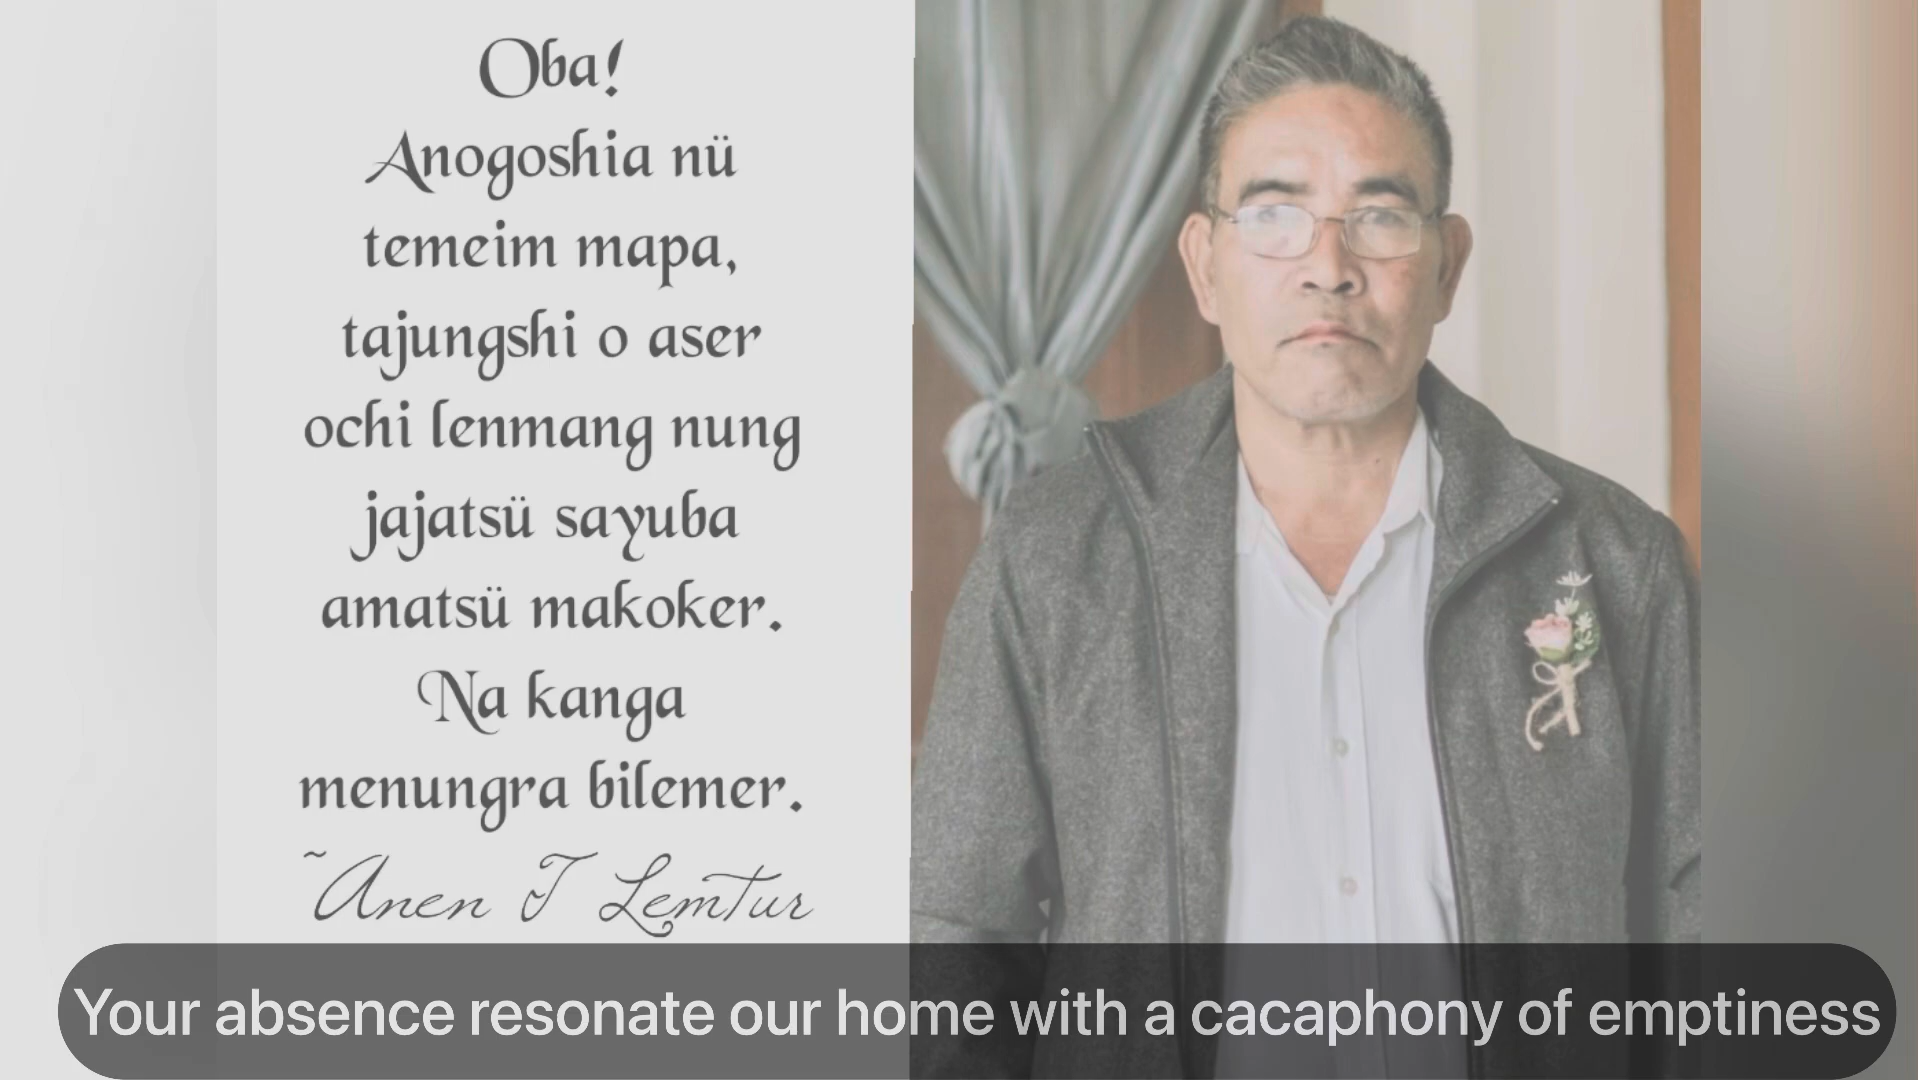 Oba!
Anogoshia nü
temeim mapa,
tajungshi o aser
ochi lenmang nung
jajatsü sayuba
amatsü makoker.
Na kanga
menungra bilemer.
~Anen T Lemtur
Your absence resonate our home with a cacaphony of emptiness